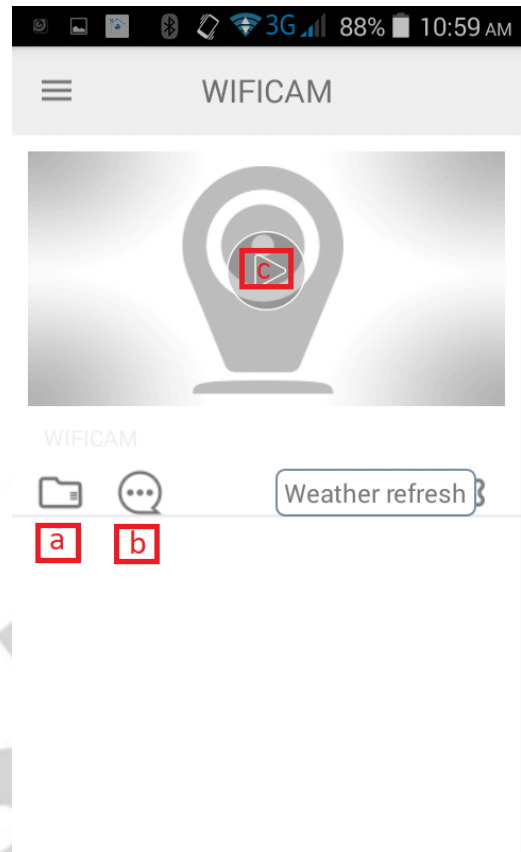 3G 88% 10:59 AM
WIFICAM
c
WIFICAM
Weather refresh
a b